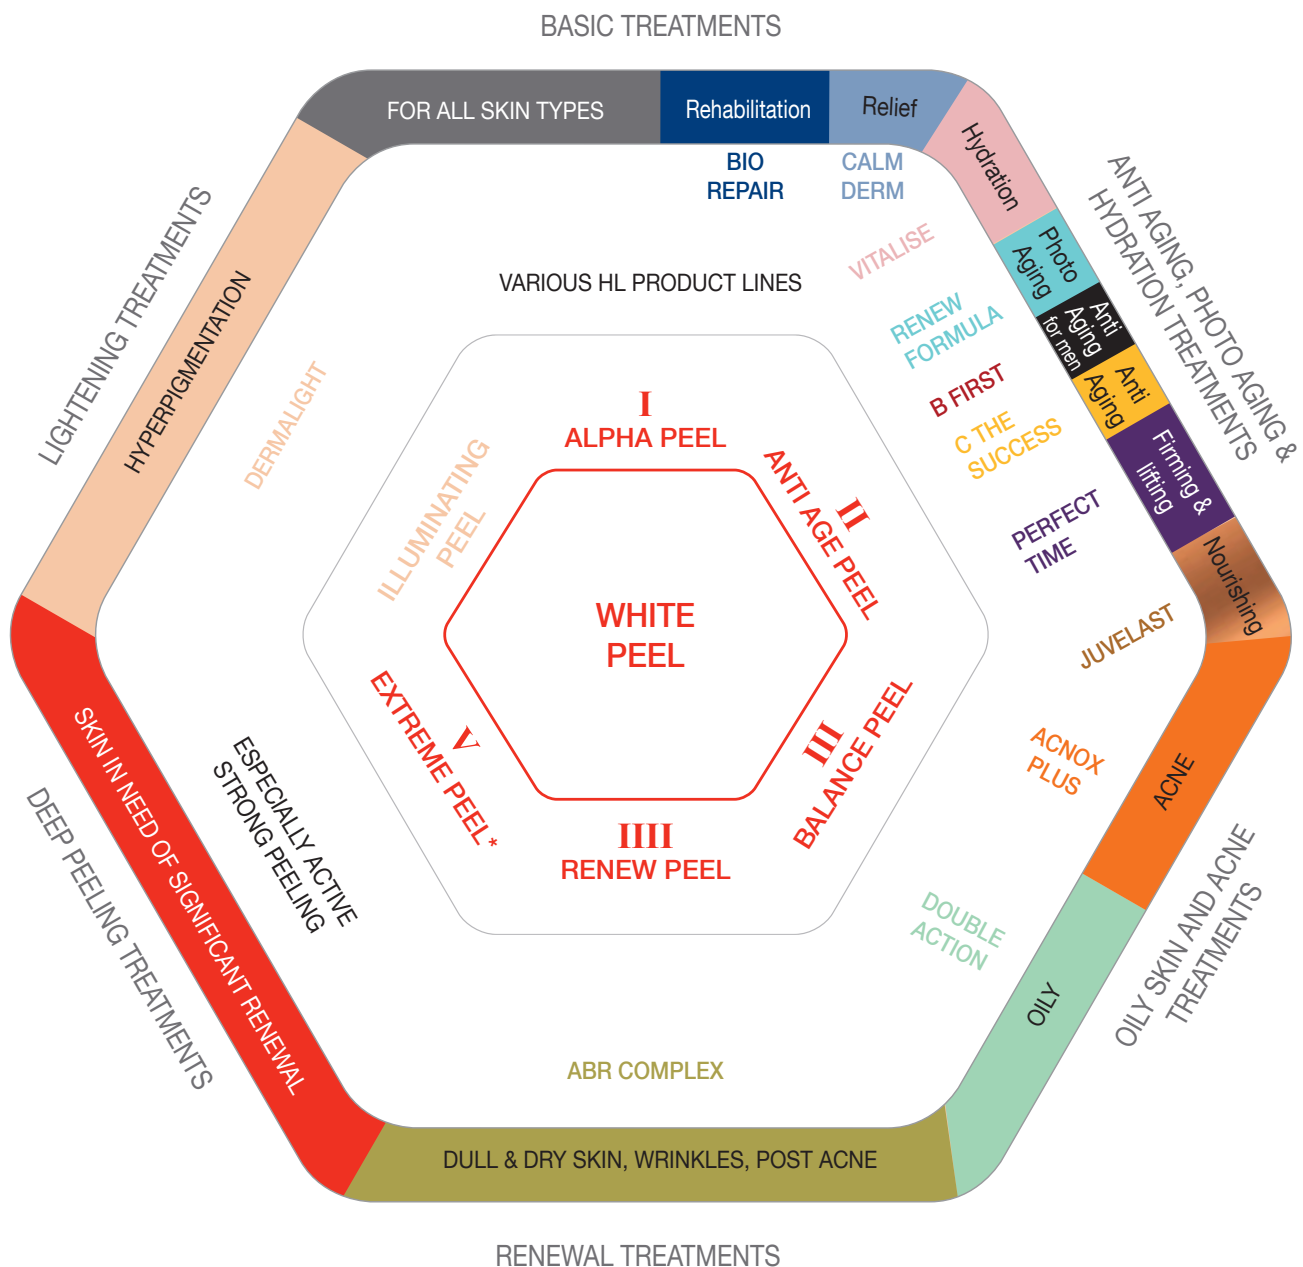 BASIC TREATMENTS
FOR ALL SKIN TYPES
Rehabilitation
Relief
Hydration
Photo
Aging
Anti
Aging
for men
Anti
Aging
Firming &
lifting
Nourishing
ANTI AGING, PHOTO AGING &
HYDRATION TREATMENTS
BIO
REPAIR
CALM
DERM
VITALISE
RENEW
FORMULA
B FIRST
C THE
SUCCESS
PERFECT
TIME
JUVELAST
VARIOUS HL PRODUCT LINES
LIGHTENING TREATMENTS
HYPERPIGMENTATION
DERMALIGHT
ILLUMINATING
PEEL
I
ALPHA PEEL
II
ANTI AGE PEEL
WHITE
PEEL
III
BALANCE PEEL
IIII
RENEW PEEL
V
EXTREME PEEL*
ACNOX
PLUS
ACNE
DOUBLE
ACTION
OILY
OILY SKIN AND ACNE
TREATMENTS
ESPECIALLY ACTIVE
STRONG PEELING
SKIN IN NEED OF SIGNIFICANT RENEWAL
DEEP PEELING TREATMENTS
ABR COMPLEX
DULL & DRY SKIN, WRINKLES, POST ACNE
RENEWAL TREATMENTS